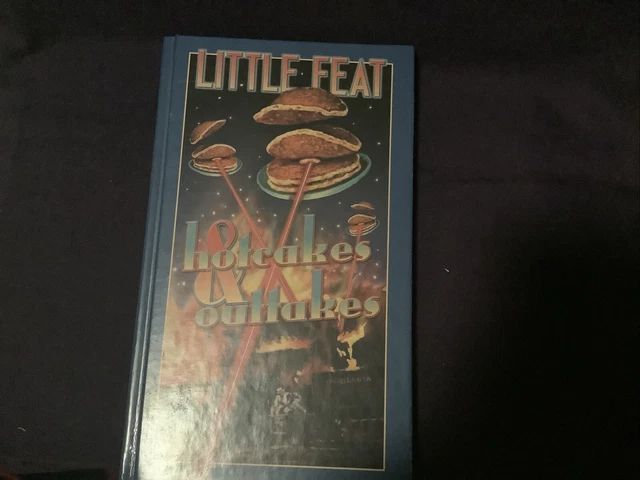 LITTLE FEAT
hotcakes
&
outtakes